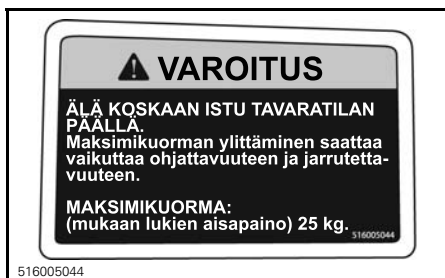 VAROITUS
ÄLÄ KOSKAAN ISTU TAVARATILAN
PÄÄLLÄ.
Maksimikuorman ylittäminen saattaa
vaikuttaa ohjattavuuteen ja jarrutetta-
vuuteen.
MAKSIMIKUORMA:
(mukaan lukien aisapaino) 25 kg.
516005044
516005044